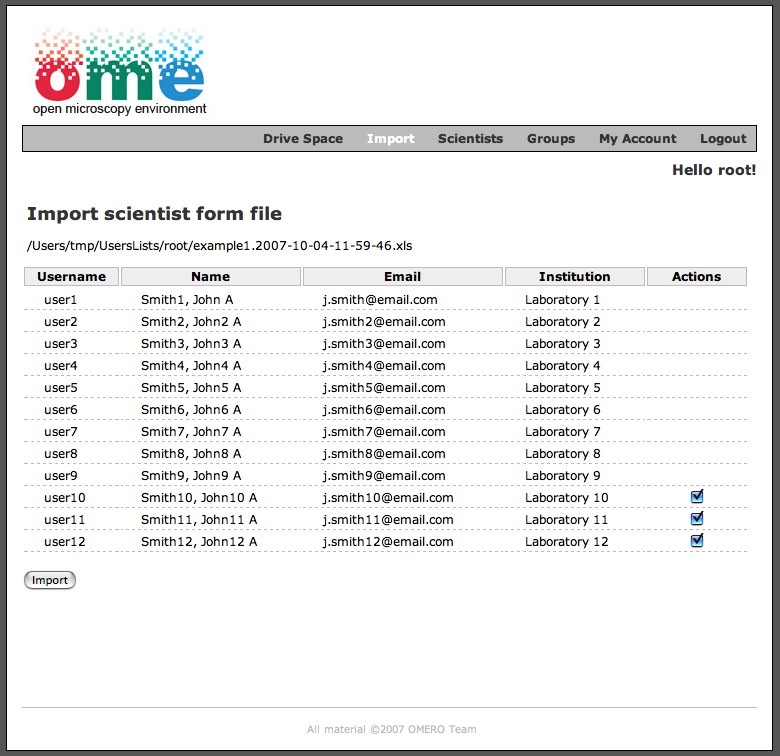 ome
open microscopy environment
Drive Space Import Scientists Groups My Account Logout
Hello root!
Import scientist form file
/Users/tmp/UsersLists/root/example1.2007-10-04-11-59-46.xls
Username Name Email Institution Actions
user1 Smith1, John A j.smith@email.com Laboratory 1
user2 Smith2, John2 A j.smith2@email.com Laboratory 2
user3 Smith3, John3 A j.smith3@email.com Laboratory 3
user4 Smith4, John4 A j.smith4@email.com Laboratory 4
user5 Smith5, John5 A j.smith5@email.com Laboratory 5
user6 Smith6, John6 A j.smith6@email.com Laboratory 6
user7 Smith7, John7 A j.smith7@email.com Laboratory 7
user8 Smith8, John8 A j.smith8@email.com Laboratory 8
user9 Smith9, John9 A j.smith9@email.com Laboratory 9
user10 Smith10, John10 A j.smith10@email.com Laboratory 10
user11 Smith11, John11 A j.smith11@email.com Laboratory 11
user12 Smith12, John12 A j.smith12@email.com Laboratory 12
Import
All material ©2007 OMERO Team